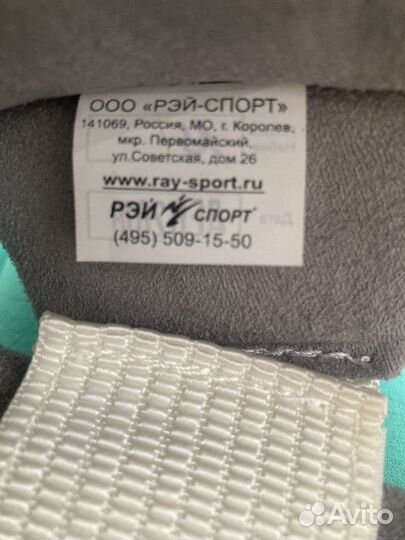 ООО «РЭЙ-СПОРТ»
141069, Россия, МО, г. Королев,
мкр. Первомайский,
ул.Советская, дом 26
www.ray-sport.ru
РЭЙ СПОРТ
(495) 509-15-50
Дата
Avito